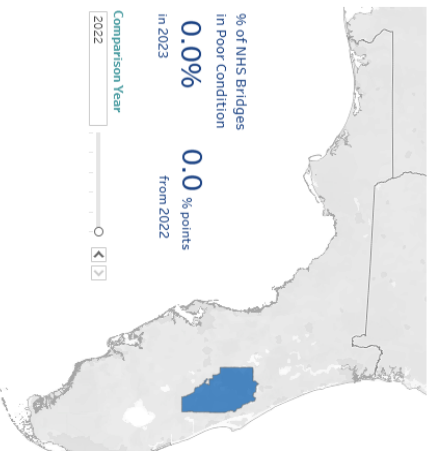 % of NHS Bridges
in Poor Condition
0.0%
in 2023
0.0 % points
from 2022
Comparison Year
2022